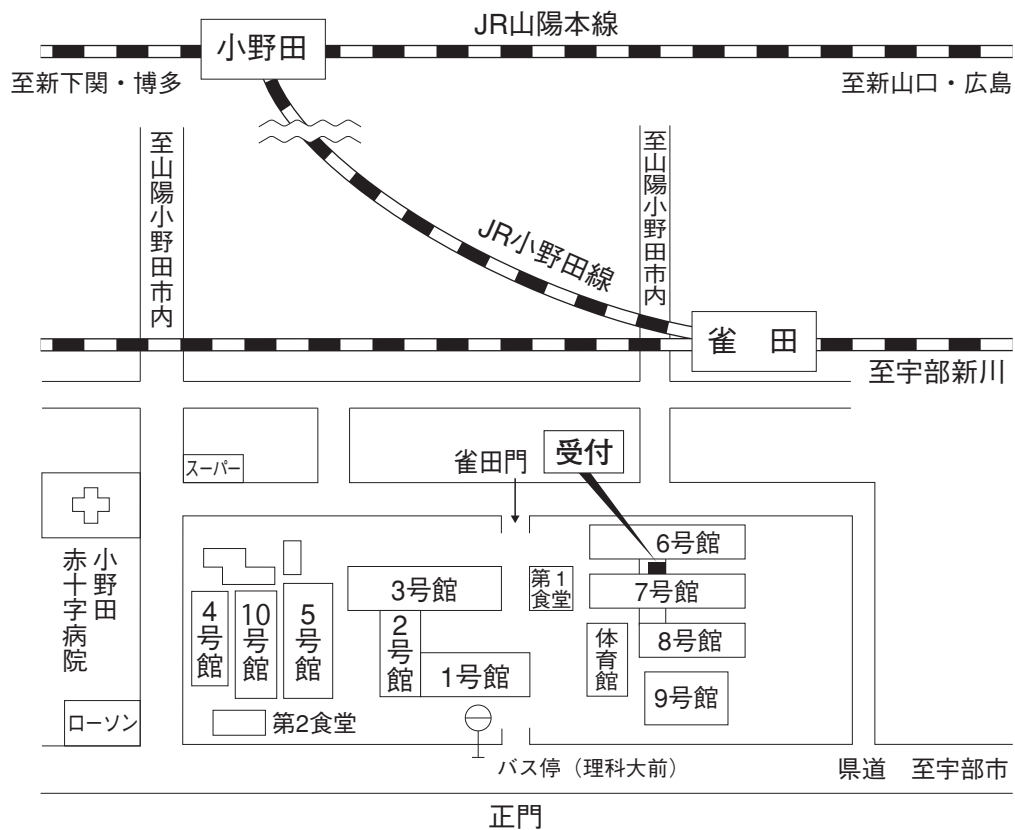 JR山陽本線
小野田
至新下関・博多
至新山口・広島
至山陽小野田市内
至山陽小野田市内
JR小野田線
雀　田
至宇部新川
スーパー
雀田門
受付
小野田
赤十字病院
6号館
3号館
第1
食堂
7号館
4号館
10号館
5号館
2号館
体育館
8号館
1号館
9号館
ローソン
第2食堂
バス停（理科大前）
県道　至宇部市
正門